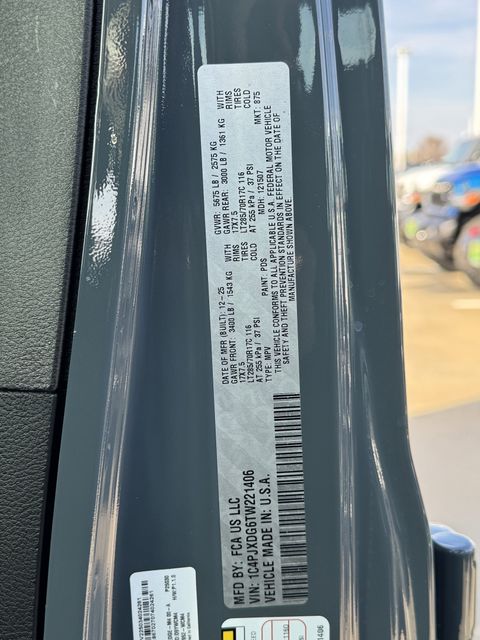 MFD BY: FCA US LLC
DATE OF MFR (BUILT): 12-25 GVWR: 5675 LB / 2575 KG
GAWR FRONT: 3400 LB / 1543 KG WITH GAWR REAR: 3000 LB / 1361 KG WITH
17X7.5 RIMS 17X7.5 RIMS
LT285/70R17C 116 TIRES LT285/70R17C 116 TIRES
AT 255 kPa / 37 PSI COLD AT 255 kPa / 37 PSI COLD
TYPE: MPV PAINT: PDS MDH: 121507 MKT: 875
THIS VEHICLE CONFORMS TO ALL APPLICABLE U.S.A. FEDERAL MOTOR VEHICLE
SAFETY AND THEFT PREVENTION STANDARDS IN EFFECT ON THE DATE OF
MANUFACTURE SHOWN ABOVE.
VIN: 1C4PJXDG6TW221406
VEHICLE MADE IN: U.S.A.